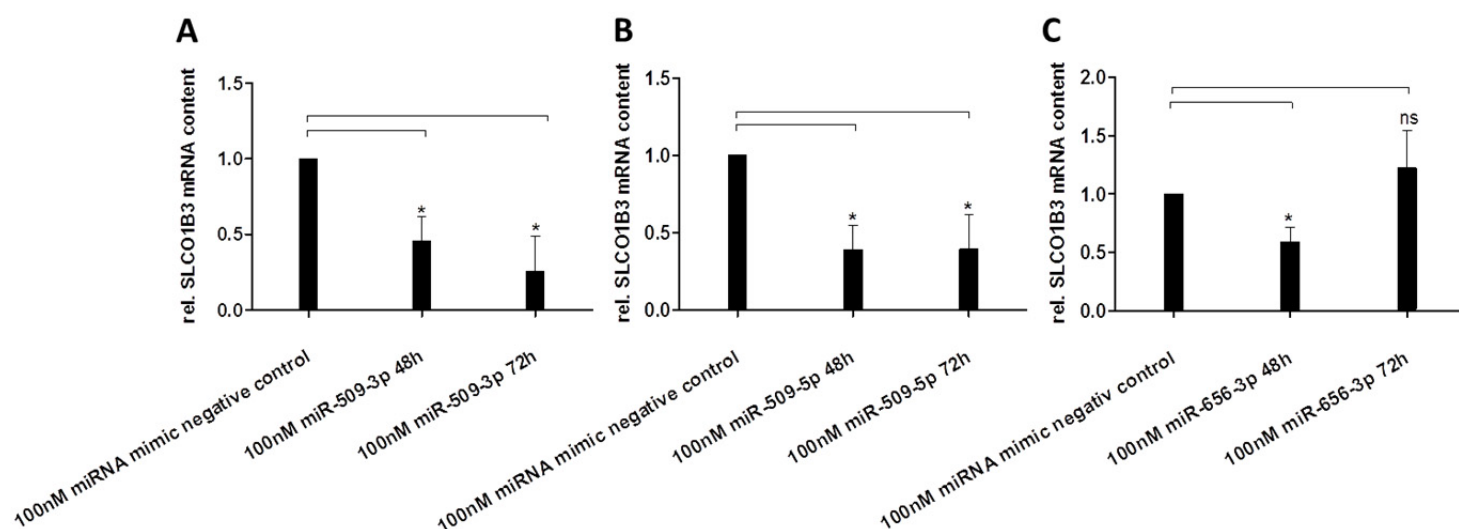 A
rel. SLCO1B3 mRNA content
1.5
1.0
0.5
0.0
*
*
100nM miRNA mimic negative control
100nM miR-509-3p 48h
100nM miR-509-3p 72h
B
rel. SLCO1B3 mRNA content
1.5
1.0
0.5
0.0
*
*
100nM miRNA mimic negative control
100nM miR-509-5p 48h
100nM miR-509-5p 72h
C
rel. SLCO1B3 mRNA content
2.0
1.5
1.0
0.5
0.0
*
ns
100nM miRNA mimic negativ control
100nM miR-656-3p 48h
100nM miR-656-3p 72h